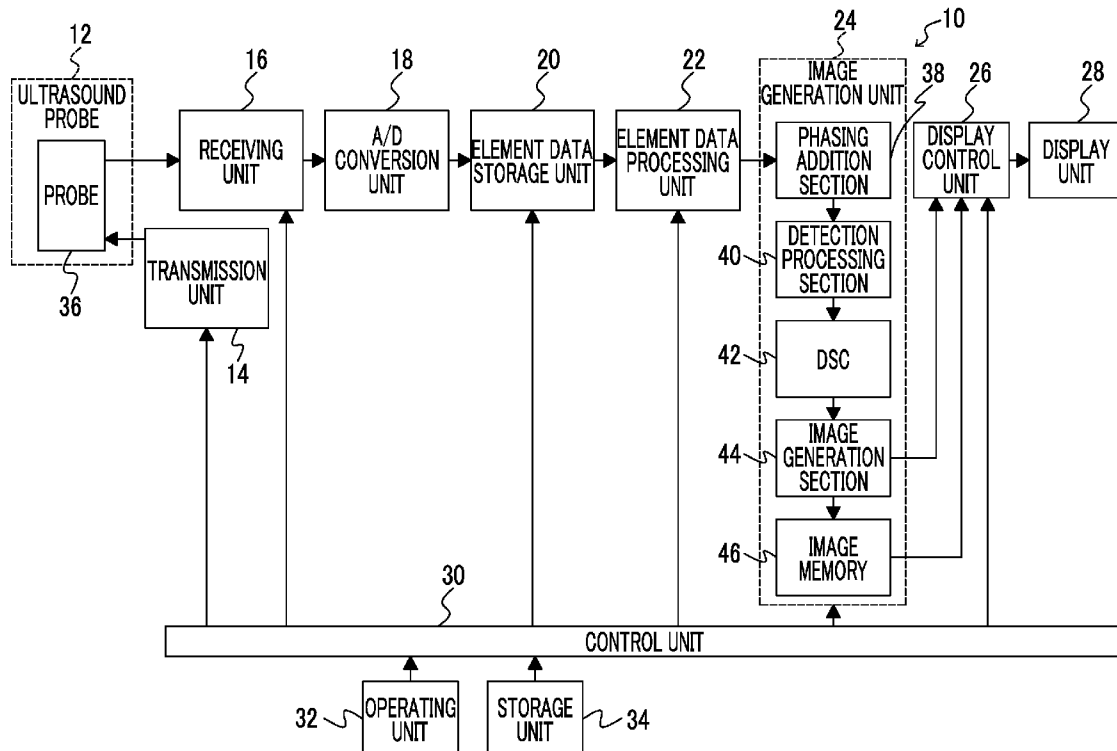 10
12
16
18
20
22
24
38
26
28
ULTRASOUND
PROBE
PROBE
36
RECEIVING
UNIT
TRANSMISSION
UNIT
14
A/D
CONVERSION
UNIT
ELEMENT DATA
STORAGE UNIT
ELEMENT DATA
PROCESSING
UNIT
IMAGE
GENERATION UNIT
PHASING
ADDITION
SECTION
40
DETECTION
PROCESSING
SECTION
42
DSC
44
IMAGE
GENERATION
SECTION
46
IMAGE
MEMORY
DISPLAY
CONTROL
UNIT
DISPLAY
UNIT
30
CONTROL UNIT
32
OPERATING
UNIT
STORAGE
UNIT
34